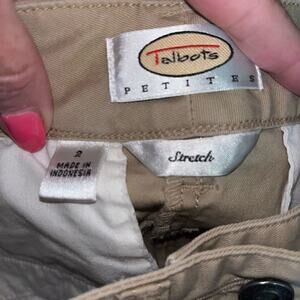 Talbots
PETITES
Stretch
2
MADE IN
INDONESIA